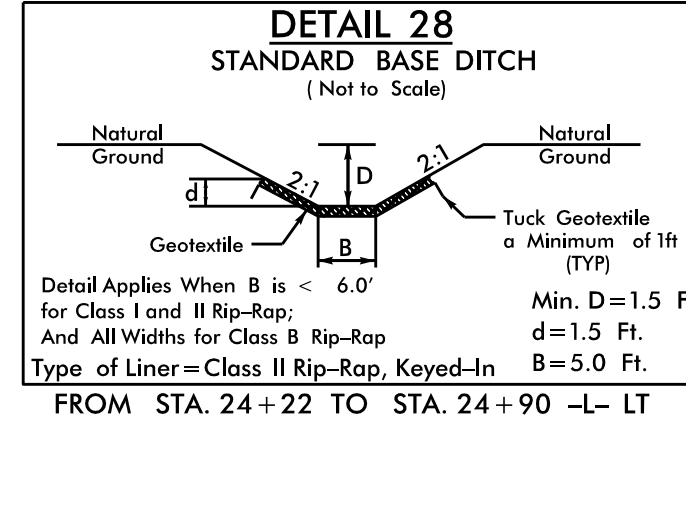 DETAIL 28
STANDARD BASE DITCH
( Not to Scale)
Natural
Ground
Natural
Ground
2:1
2:1
D
d
Geotextile
B
Tuck Geotextile
a Minimum of 1ft
(TYP)
Detail Applies When B is < 6.0'
for Class I and II Rip-Rap;
And All Widths for Class B Rip-Rap
Min. D=1.5 F
d=1.5 Ft.
B=5.0 Ft.
Type of Liner=Class II Rip-Rap, Keyed-In
FROM STA. 24+22 TO STA. 24+90 -L- LT